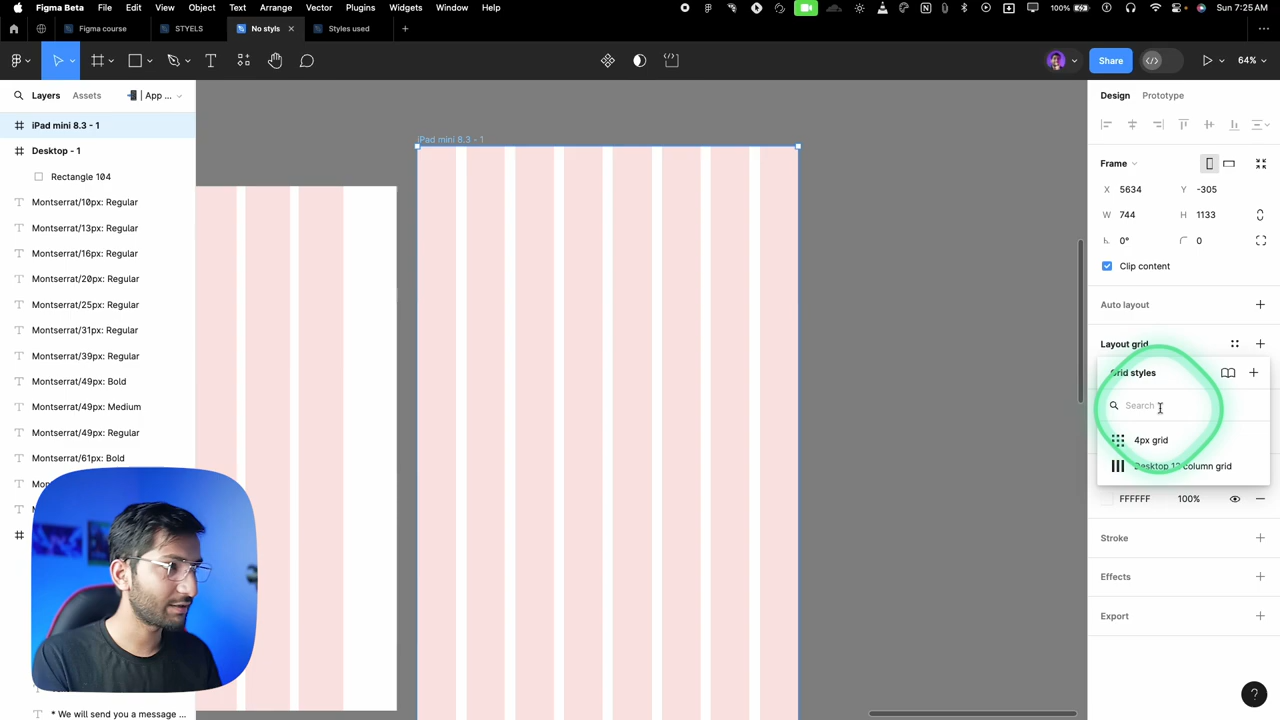 Figma Beta File Edit View Object Text Arrange Vector Plugins Widgets Window Help 100% Sun 7:25 AM
Figma course STYELS No styls Styles used
Share 64%
Layers Assets App ...
iPad mini 8.3 - 1
Desktop - 1
Rectangle 104
Montserrat/10px: Regular
Montserrat/13px: Regular
Montserrat/16px: Regular
Montserrat/20px: Regular
Montserrat/25px: Regular
Montserrat/31px: Regular
Montserrat/39px: Regular
Montserrat/49px: Bold
Montserrat/49px: Medium
Montserrat/49px: Regular
Montserrat/61px: Bold
* We will send you a message ...
iPad mini 8.3 - 1
Design Prototype
Frame
X 5634 Y -305
W 744 H 1133
0° 0
Clip content
Auto layout
Layout grid
Grid styles
Search
4px grid
Desktop 12 column grid
FFFFFF 100%
Stroke
Effects
Export
?